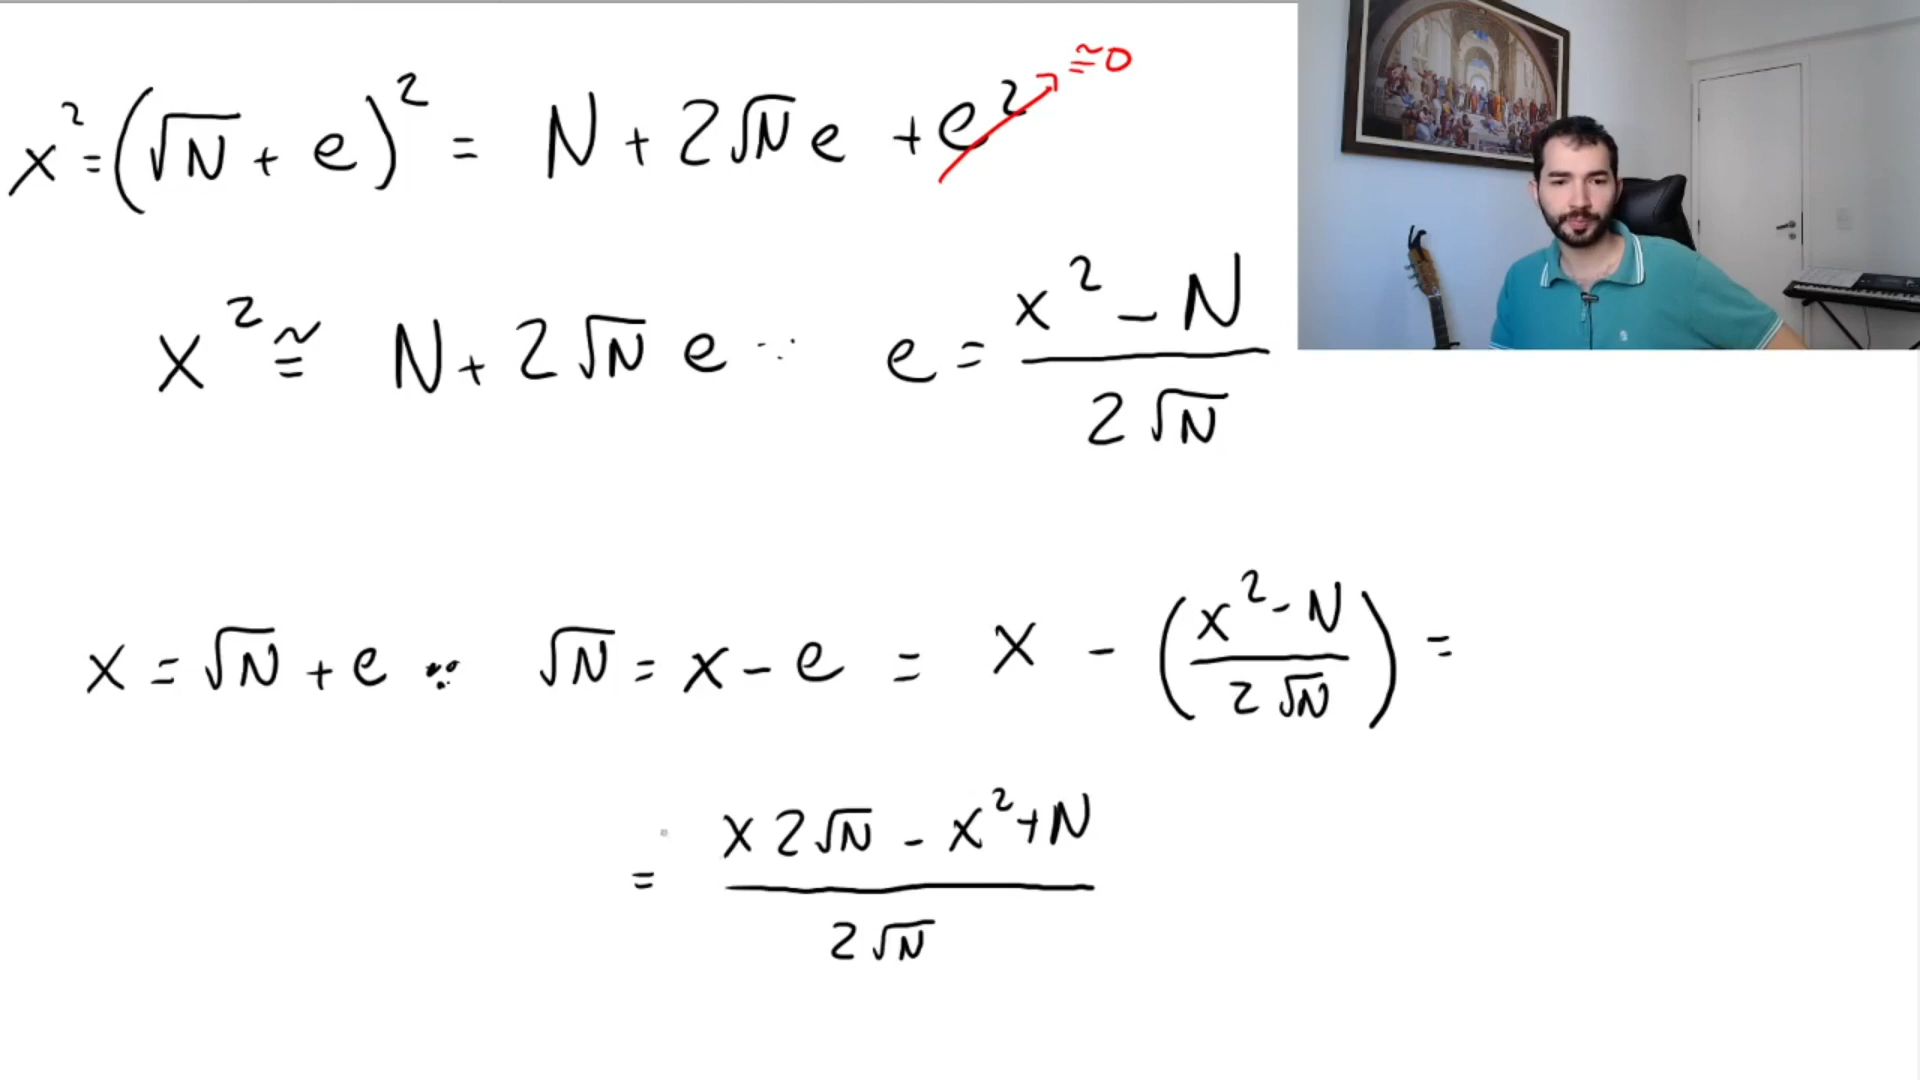 x² = (√N + e)² = N + 2√N e + e² ≅ 0
x² ≅ N + 2√N e ∴ e = (x² - N) / (2√N)
x = √N + e ∴ √N = x - e = x - ((x² - N) / (2√N)) =
= (x 2√N - x² + N) / (2√N)